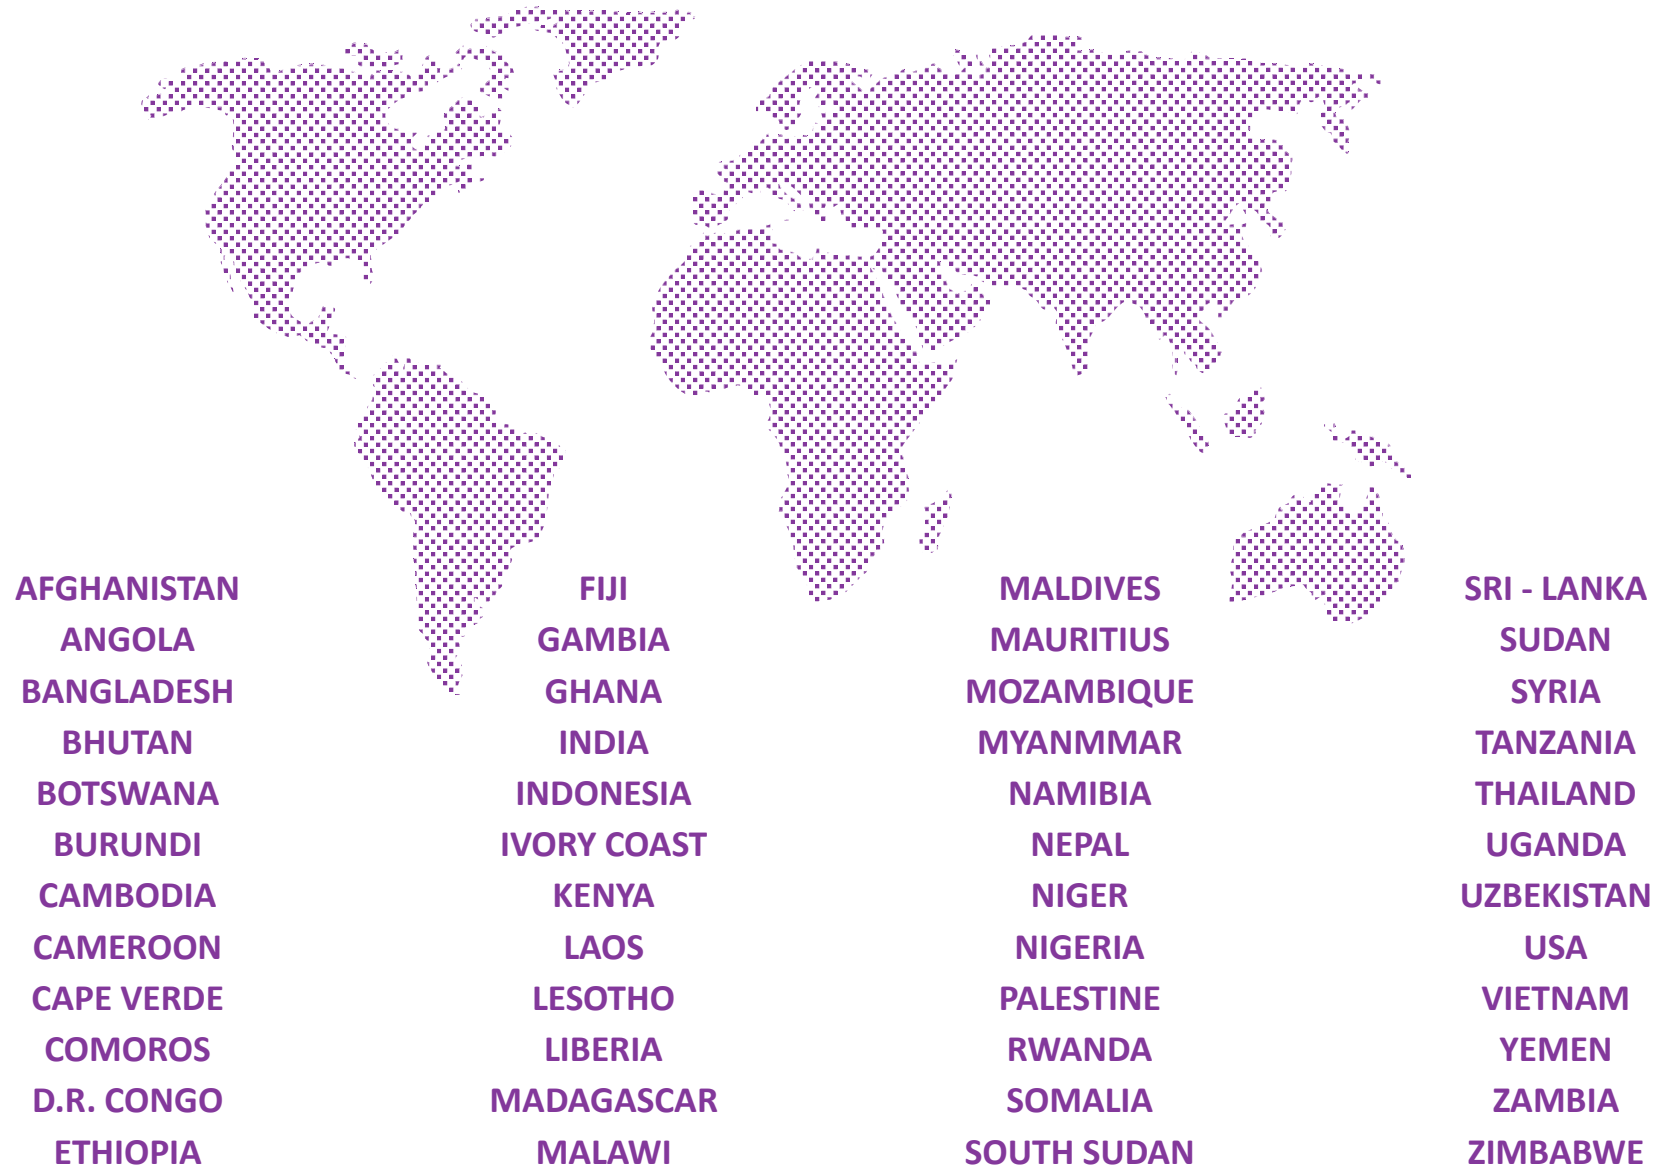 AFGHANISTAN
ANGOLA
BANGLADESH
BHUTAN
BOTSWANA
BURUNDI
CAMBODIA
CAMEROON
CAPE VERDE
COMOROS
D.R. CONGO
ETHIOPIA
FIJI
GAMBIA
GHANA
INDIA
INDONESIA
IVORY COAST
KENYA
LAOS
LESOTHO
LIBERIA
MADAGASCAR
MALAWI
MALDIVES
MAURITIUS
MOZAMBIQUE
MYANMMAR
NAMIBIA
NEPAL
NIGER
NIGERIA
PALESTINE
RWANDA
SOMALIA
SOUTH SUDAN
SRI - LANKA
SUDAN
SYRIA
TANZANIA
THAILAND
UGANDA
UZBEKISTAN
USA
VIETNAM
YEMEN
ZAMBIA
ZIMBABWE